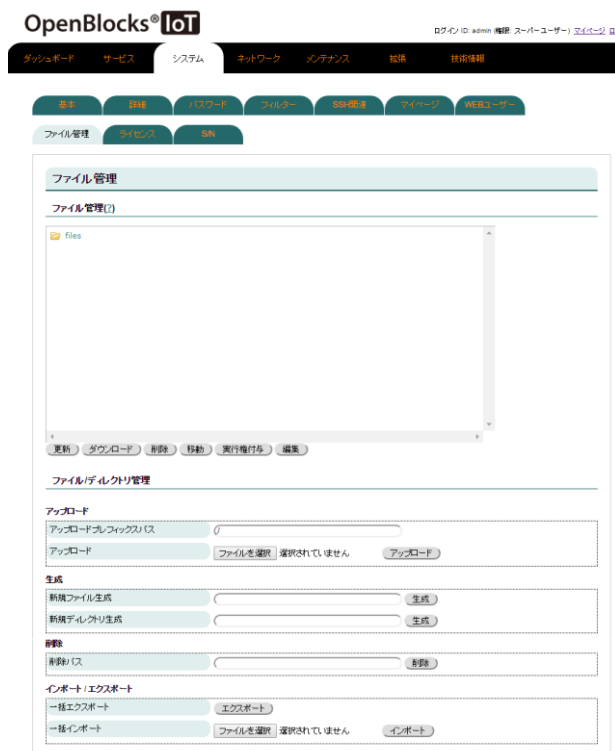 OpenBlocks® IoT
ログイン ID: admin (権限: スーパーユーザー) マイページ
ダッシュボード サービス システム ネットワーク メンテナンス 拡張 技術情報
基本 詳細 パスワード フィルター SSH関連 マイページ WEBユーザー
ファイル管理 ライセンス S/N
ファイル管理
ファイル管理(?)
files
更新 ダウンロード 削除 移動 実行権付与 編集
ファイル/ディレクトリ管理
アップロード
アップロードプレフィックスパス /
アップロード ファイルを選択 選択されていません アップロード
生成
新規ファイル生成 生成
新規ディレクトリ生成 生成
削除
削除パス 削除
インポート / エクスポート
一括エクスポート エクスポート
一括インポート ファイルを選択 選択されていません インポート